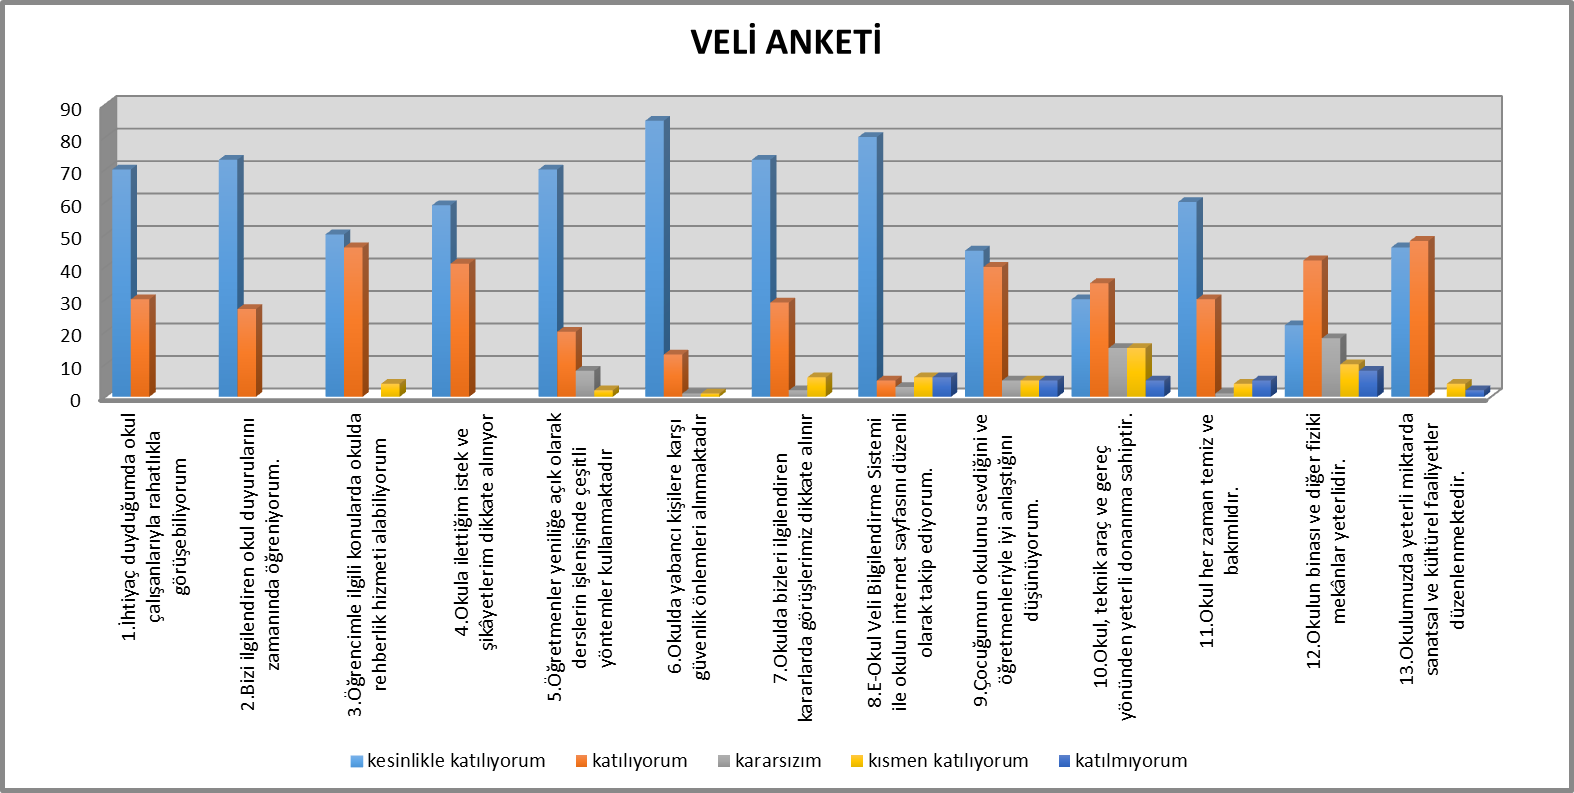 VELİ ANKETİ
90
80
70
60
50
40
30
20
10
0
1.İhtiyaç duyduğumda okul
çalışanlarıyla rahatlıkla
görüşebiliyorum
2.Bizi ilgilendiren okul duyurularını
zamanında öğreniyorum.
3.Öğrencimle ilgili konularda okulda
rehberlik hizmeti alabiliyorum
4.Okula ilettiğim istek ve
şikâyetlerim dikkate alınıyor
5.Öğretmenler yeniliğe açık olarak
derslerin işlenişinde çeşitli
yöntemler kullanmaktadır
6.Okulda yabancı kişilere karşı
güvenlik önlemleri alınmaktadır
7.Okulda bizleri ilgilendiren
kararlarda görüşlerimiz dikkate alınır
8.E-Okul Veli Bilgilendirme Sistemi
ile okulun internet sayfasını düzenli
olarak takip ediyorum.
9.Çocuğumun okulunu sevdiğini ve
öğretmenleriyle iyi anlaştığını
düşünüyorum.
10.Okul, teknik araç ve gereç
yönünden yeterli donanıma sahiptir.
11.Okul her zaman temiz ve
bakımlıdır.
12.Okulun binası ve diğer fiziki
mekânlar yeterlidir.
13.Okulumuzda yeterli miktarda
sanatsal ve kültürel faaliyetler
düzenlenmektedir.
kesinlikle katılıyorum
katılıyorum
kararsızım
kısmen katılıyorum
katılmıyorum